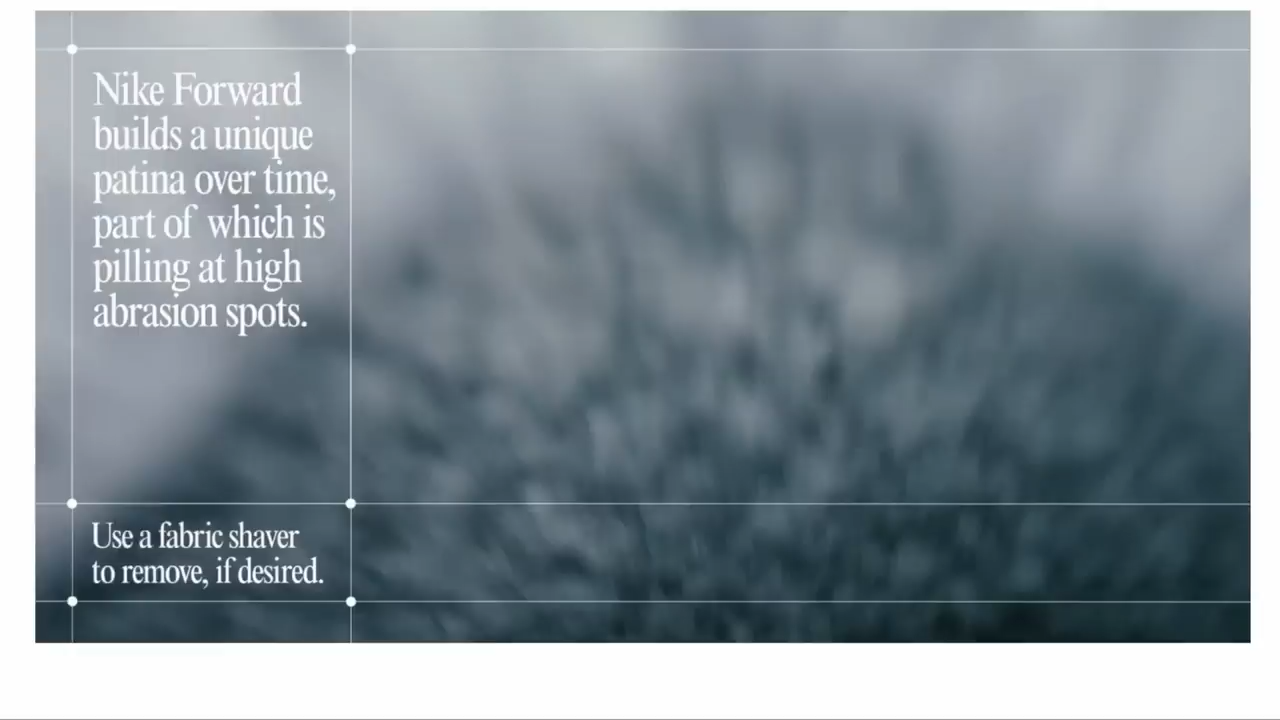 Nike Forward
builds a unique
patina over time,
part of which is
pilling at high
abrasion spots.
Use a fabric shaver
to remove, if desired.